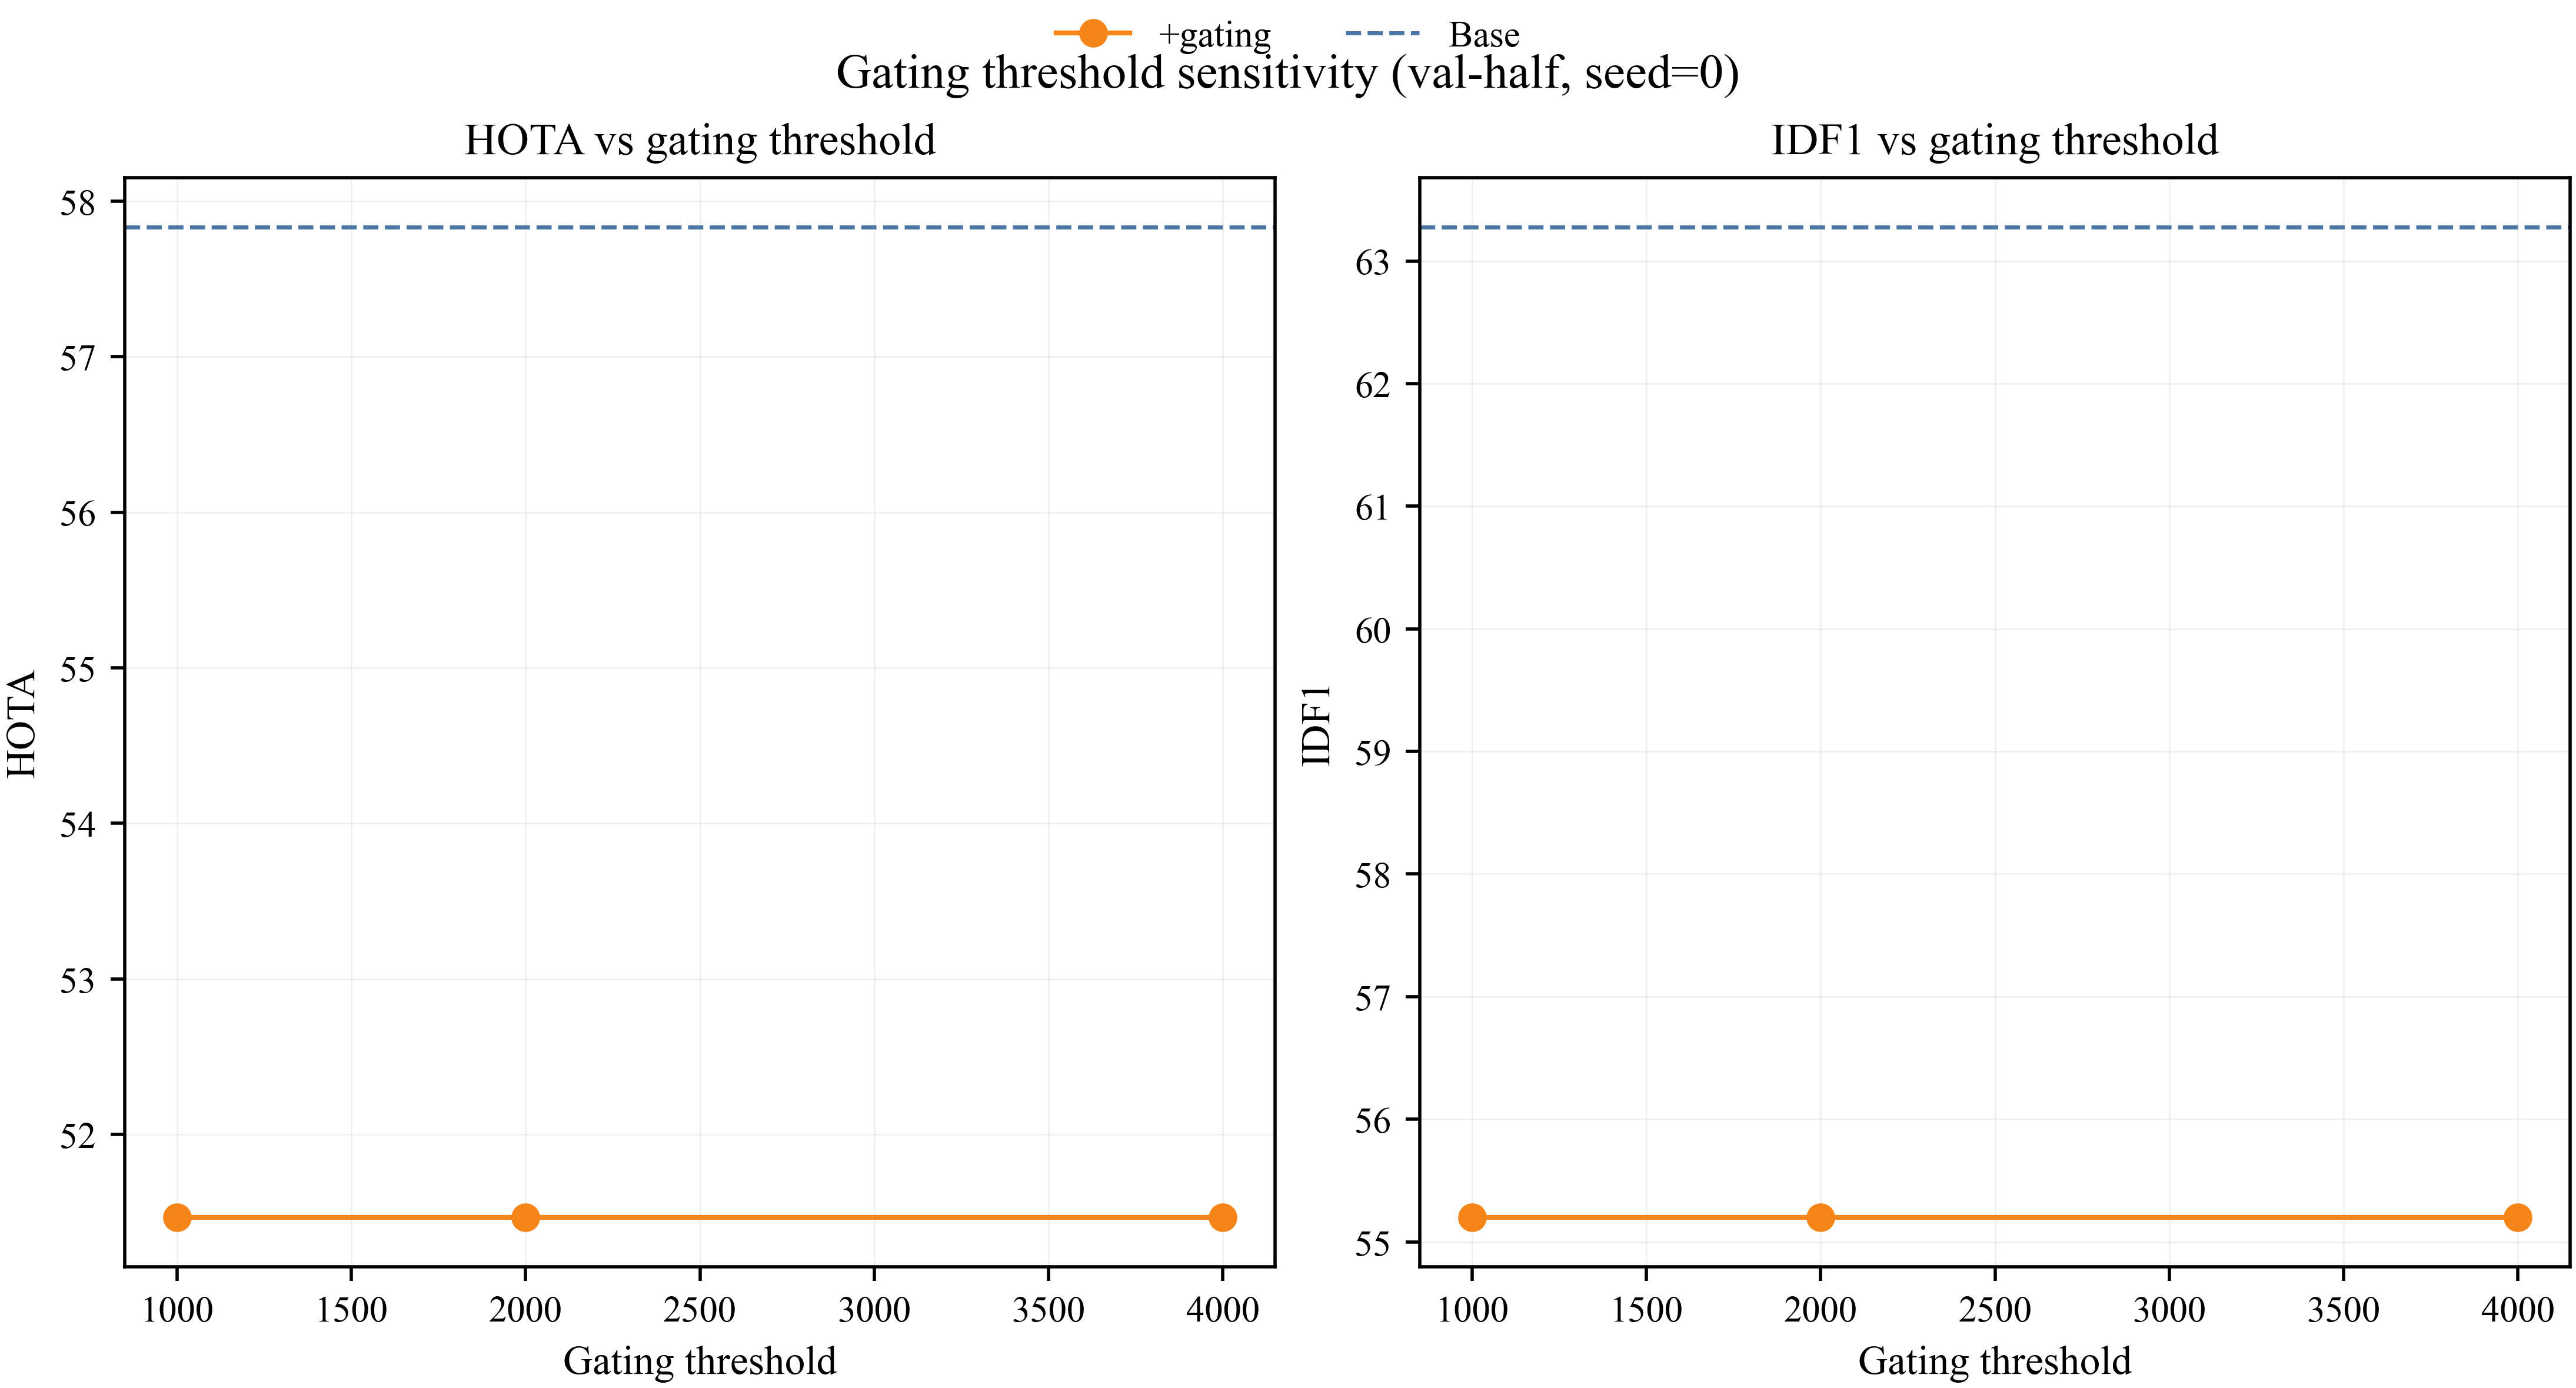 +gating Base
Gating threshold sensitivity (val-half, seed=0)
HOTA vs gating threshold
58
57
56
55
54
53
52
HOTA
1000 1500 2000 2500 3000 3500 4000
Gating threshold
IDF1 vs gating threshold
63
62
61
60
59
58
57
56
55
IDF1
1000 1500 2000 2500 3000 3500 4000
Gating threshold